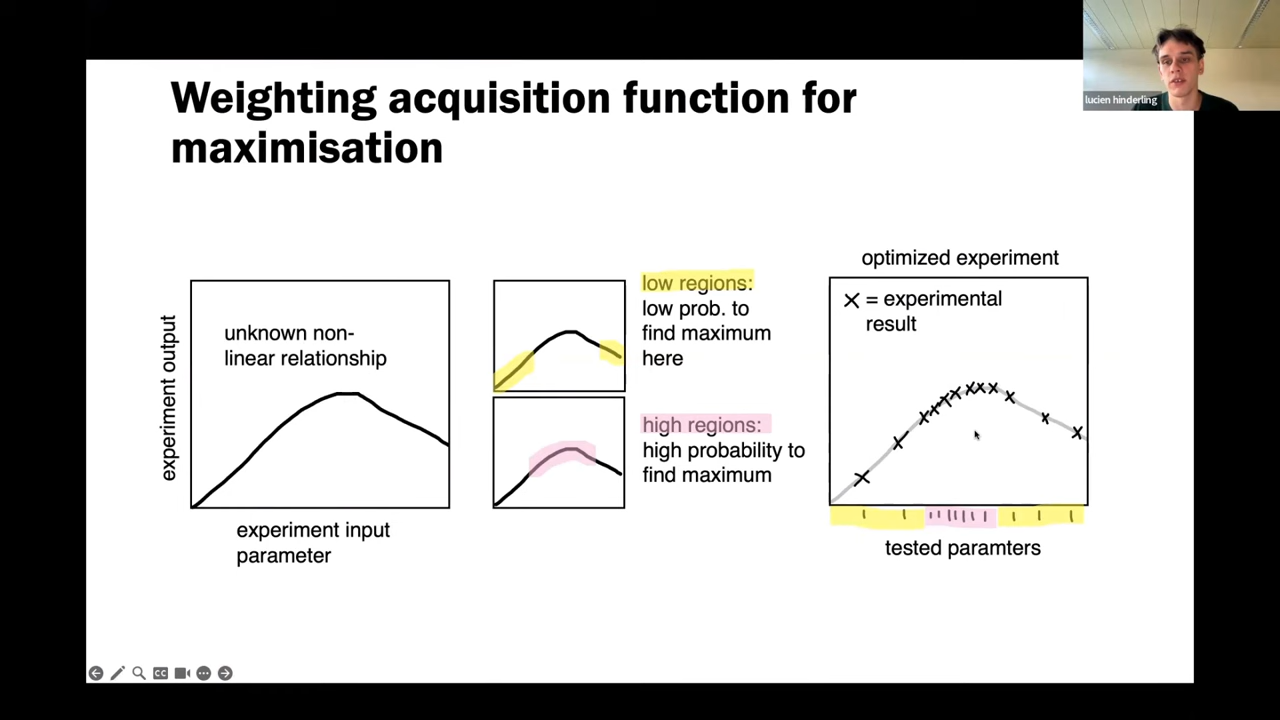 Weighting acquisition function for
maximisation
lucien hinderling
experiment output
unknown non-
linear relationship
experiment input
parameter
low regions:
low prob. to
find maximum
here
high regions:
high probability to
find maximum
optimized experiment
× = experimental
result
tested paramters
CC